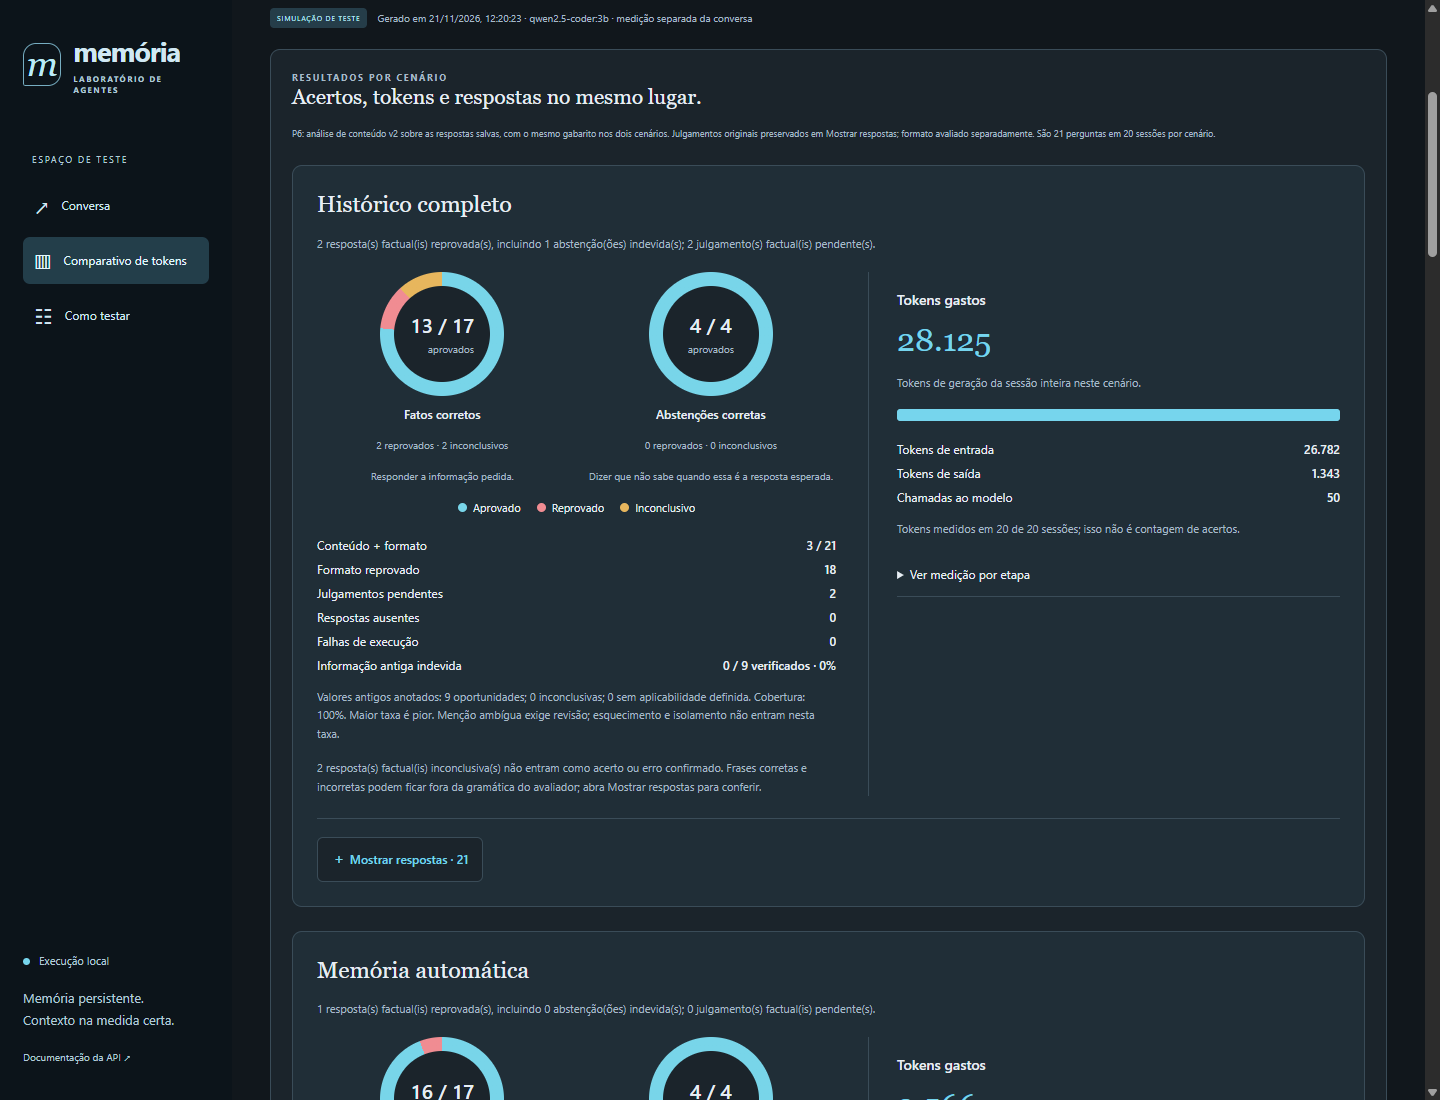 m
memória
LABORATÓRIO DE
AGENTES
ESPAÇO DE TESTE
Conversa
Comparativo de tokens
Como testar
Execução local
Memória persistente.
Contexto na medida certa.
Documentação da API ↗
SIMULAÇÃO DE TESTE Gerado em 21/11/2026, 12:20:23 · qwen2.5-coder:3b · medição separada da conversa
RESULTADOS POR CENÁRIO
Acertos, tokens e respostas no mesmo lugar.
P6: análise de conteúdo v2 sobre as respostas salvas, com o mesmo gabarito nos dois cenários. Julgamentos originais preservados em Mostrar respostas; formato avaliado separadamente. São 21 perguntas em 20 sessões por cenário.
Histórico completo
2 resposta(s) factual(is) reprovada(s), incluindo 1 abstenção(ões) indevida(s); 2 julgamento(s) factual(is) pendente(s).
13 / 17
aprovados
Fatos corretos
2 reprovados · 2 inconclusivos
Responder a informação pedida.
4 / 4
aprovados
Abstenções corretas
0 reprovados · 0 inconclusivos
Dizer que não sabe quando essa é a resposta esperada.
Aprovado Reprovado Inconclusivo
Conteúdo + formato 3 / 21
Formato reprovado 18
Julgamentos pendentes 2
Respostas ausentes 0
Falhas de execução 0
Informação antiga indevida 0 / 9 verificados · 0%
Valores antigos anotados: 9 oportunidades; 0 inconclusivas; 0 sem aplicabilidade definida. Cobertura:
100%. Maior taxa é pior. Menção ambígua exige revisão; esquecimento e isolamento não entram nesta
taxa.
2 resposta(s) factual(is) inconclusiva(s) não entram como acerto ou erro confirmado. Frases corretas e
incorretas podem ficar fora da gramática do avaliador; abra Mostrar respostas para conferir.
Tokens gastos
28.125
Tokens de geração da sessão inteira neste cenário.
Tokens de entrada 26.782
Tokens de saída 1.343
Chamadas ao modelo 50
Tokens medidos em 20 de 20 sessões; isso não é contagem de acertos.
▶ Ver medição por etapa
+ Mostrar respostas · 21
Memória automática
1 resposta(s) factual(is) reprovada(s), incluindo 0 abstenção(ões) indevida(s); 0 julgamento(s) factual(is) pendente(s).
16 / 17
4 / 4
Tokens gastos